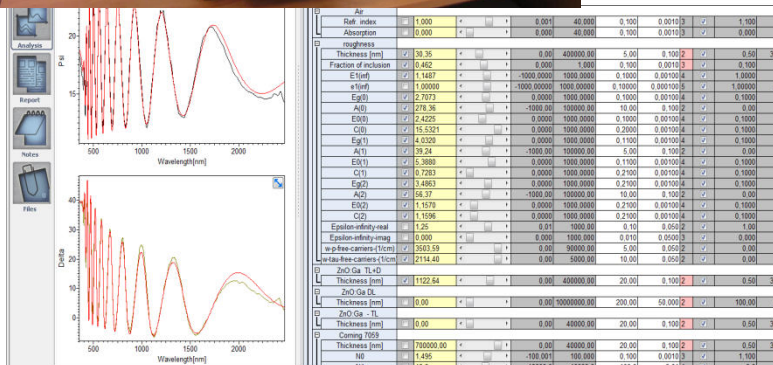 Analysis
Report
Notes
Files
Psi
20
15
500 1000 1500 2000
Wavelength[nm]
Delta
40
30
20
10
0
500 1000 1500 2000
Wavelength[nm]
Air
Refr. index 1,000 0,001 40,000 0,100 0,0010 3 1,100
Absorption 0,000 0,000 40,000 0,100 0,0010 3 0,000
roughness
Thickness [nm] 30,35 0,00 400000,00 5,00 0,100 2 0,50
Fraction of inclusion 0,462 0,000 1,000 0,100 0,0010 3 0,100
E1(inf) 1,1487 -1000,0000 1000,0000 0,1000 0,00100 4 1,0000
e1(inf) 1,00000 -1000,00000 1000,00000 0,10000 0,000100 5 1,00000
Eg(0) 2,7073 0,0000 1000,0000 0,1000 0,00100 4 0,1000
A(0) 278,36 -1000,00 100000,00 10,00 0,100 2 0,00
E0(0) 2,4225 0,0000 1000,0000 0,1000 0,00100 4 0,1000
C(0) 15,5321 0,0000 1000,0000 0,2000 0,00100 4 0,1000
Eg(1) 4,0320 0,0000 1000,0000 0,1100 0,00100 4 0,1000
A(1) 39,24 -1000,00 100000,00 5,00 0,100 2 0,00
E0(1) 5,3880 0,0000 1000,0000 0,1100 0,00100 4 0,1000
C(1) 0,7283 0,0000 1000,0000 0,2100 0,00100 4 0,1000
Eg(2) 3,4863 0,0000 1000,0000 0,2100 0,00100 4 0,1000
A(2) 56,37 -1000,00 100000,00 10,00 0,100 2 0,00
E0(2) 1,1570 0,0000 1000,0000 0,2100 0,00100 4 0,1000
C(2) 1,1596 0,0000 1000,0000 0,2100 0,00100 4 0,1000
Epsilon-infinity-real 1,25 0,01 1000,00 0,10 0,050 2 1,00
Epsilon-infinity-imag 0,000 0,000 1000,000 0,010 0,0500 3 0,000
w-p-free-carriers-(1/cm) 3503,59 0,00 90000,00 5,00 0,050 2 0,00
w-tau-free-carriers-(1/cm 2114,40 0,00 5000,00 10,00 0,050 2 0,00
ZnO:Ga TL+D
Thickness [nm] 1122,64 0,00 400000,00 20,00 0,100 2 0,50
ZnO:Ga DL
Thickness [nm] 0,00 0,00 10000000,00 200,00 50,000 2 100,00
ZnO:Ga - TL
Thickness [nm] 0,00 0,00 40000,00 20,00 0,100 2 0,50
Corning 7059
Thickness [nm] 700000,00 0,00 40000,00 20,00 0,100 2 0,50
N0 1,495 -100,001 100,000 0,100 0,0010 3 1,100